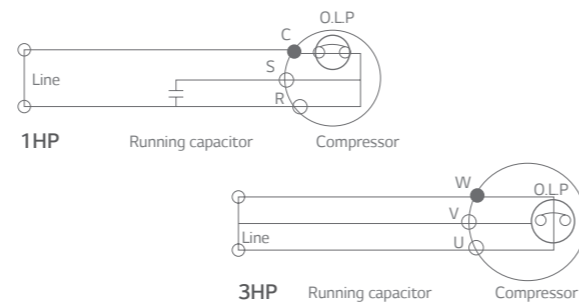 O.L.P
C
S
Line
R
1HP Running capacitor Compressor
W
O.L.P
V
Line
U
3HP Running capacitor Compressor